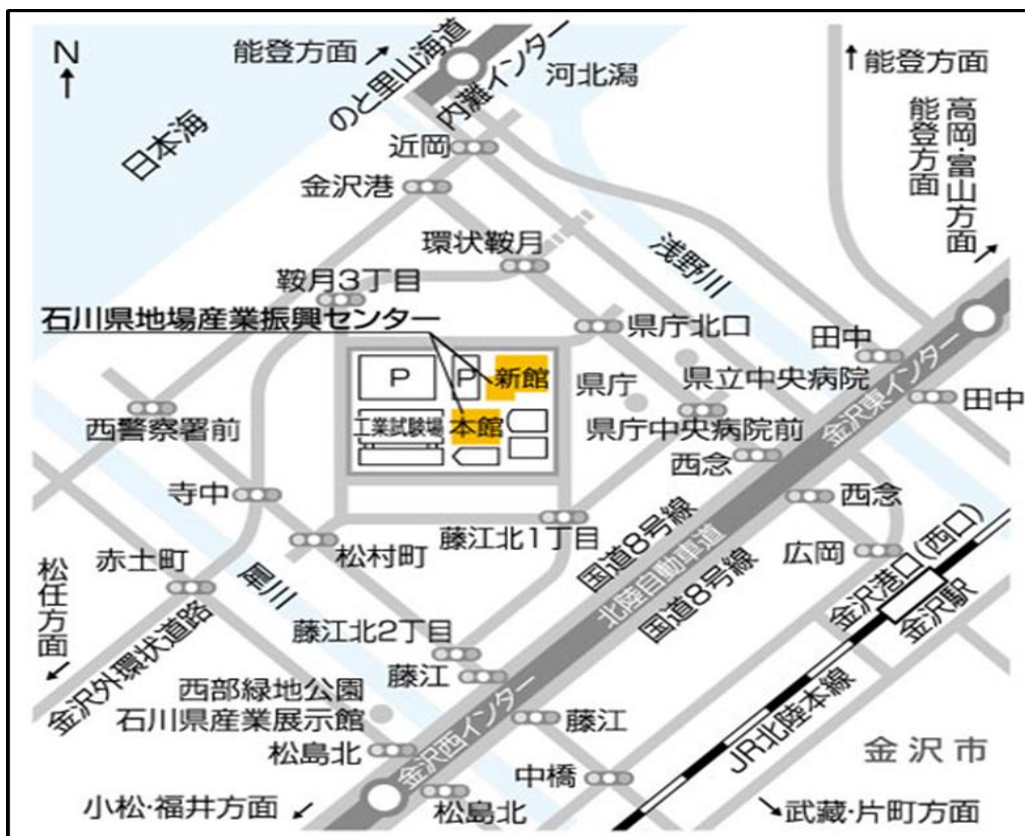 N
能登方面
のと里山海道
内灘インター
河北潟
能登方面
高岡・富山方面
能登方面
日本海
近岡
金沢港
環状鞍月
浅野川
鞍月3丁目
石川県地場産業振興センター
県庁北口
田中
P
P
新館
県庁
県立中央病院
金沢東インター
田中
西警察署前
工業試験場
本館
県庁中央病院前
西念
寺中
西念
藤江北1丁目
国道8号線
松村町
広岡
赤土町
松任方面
犀川
北陸自動車道
国道8号線
金沢港口(西口)
金沢駅
藤江北2丁目
金沢外環状道路
藤江
西部緑地公園
石川県産業展示館
藤江
JR北陸本線
金沢市
松島北
金沢西インター
中橋
小松・福井方面
松島北
武蔵・片町方面